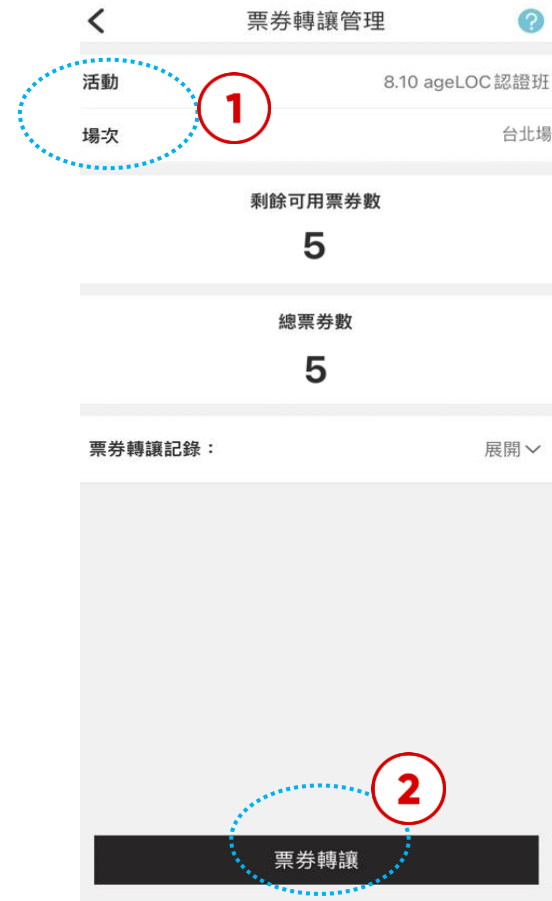 票券轉讓管理 ?
活動 8.10 ageLOC認證班
1
場次 台北場
剩餘可用票券數
5
總票券數
5
票券轉讓記錄： 展開
2
票券轉讓